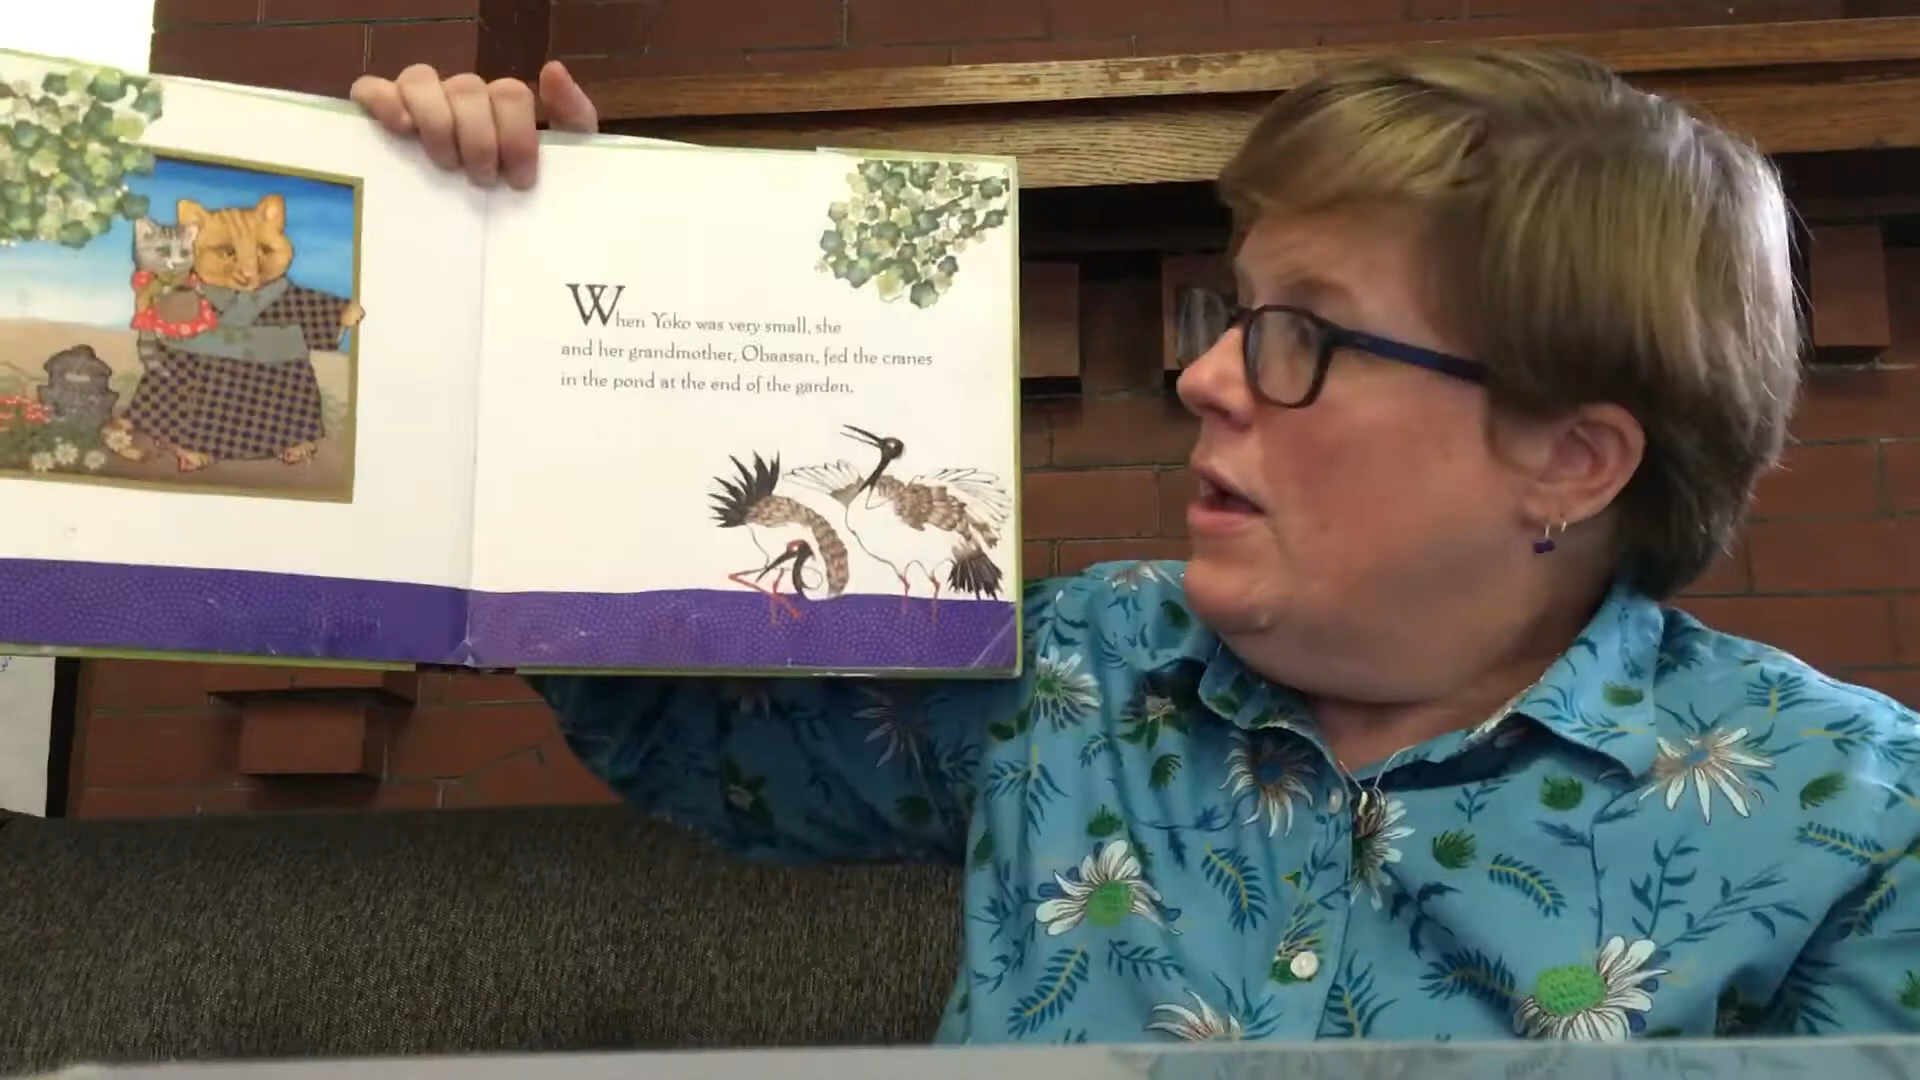 When Yoko was very small, she
and her grandmother, Obaasan, fed the cranes
in the pond at the end of the garden.